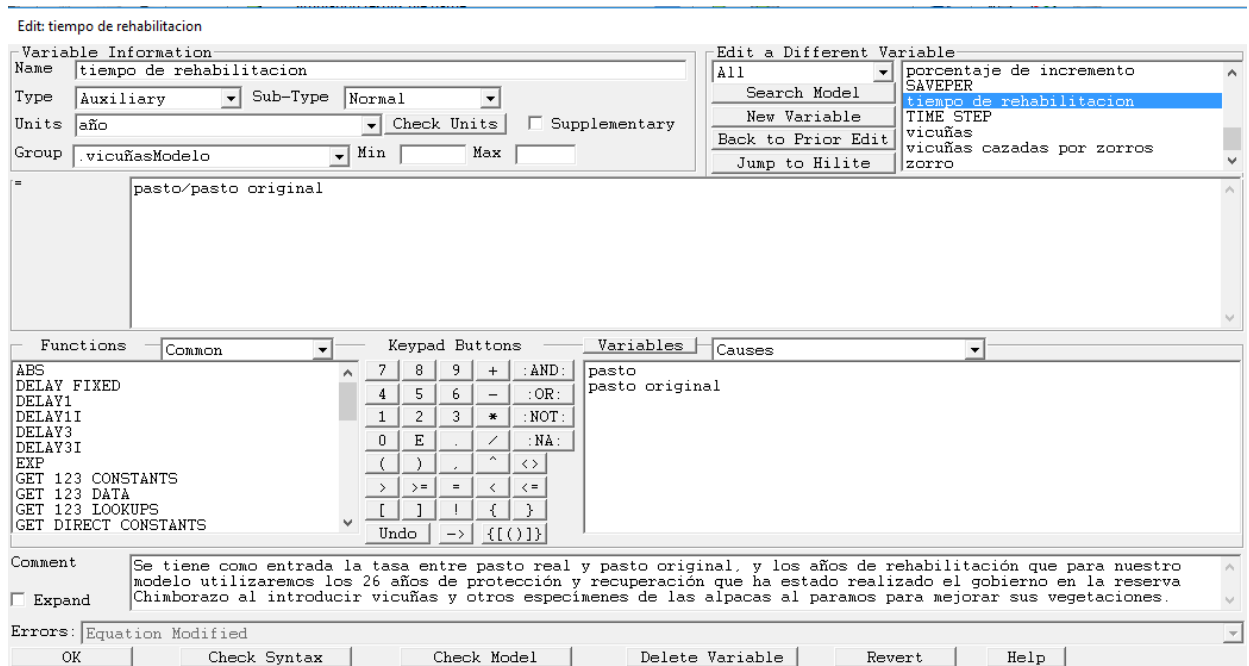 Edit: tiempo de rehabilitacion
Variable Information
Edit a Different Variable
Name tiempo de rehabilitacion
All
Type Auxiliary Sub-Type Normal
Search Model
Units año Check Units Supplementary
New Variable
Back to Prior Edit
Group .vicuñasModelo Min Max
Jump to Hilite
porcentaje de incremento
SAVEPER
tiempo de rehabilitacion
TIME STEP
vicuñas
vicuñas cazadas por zorros
zorro
= pasto/pasto original
Functions Common Keypad Buttons Variables Causes
ABS
DELAY FIXED
DELAY1
DELAY1I
DELAY3
DELAY3I
EXP
GET 123 CONSTANTS
GET 123 DATA
GET 123 LOOKUPS
GET DIRECT CONSTANTS
7 8 9 + :AND:
4 5 6 - :OR:
1 2 3 * :NOT:
0 E . / :NA:
( ) , ^ <>
> >= = < <=
[ ] ! { }
Undo -> {[()]}
pasto
pasto original
Comment
Expand
Se tiene como entrada la tasa entre pasto real y pasto original, y los años de rehabilitación que para nuestro
modelo utilizaremos los 26 años de protección y recuperación que ha estado realizado el gobierno en la reserva
Chimborazo al introducir vicuñas y otros especímenes de las alpacas al paramos para mejorar sus vegetaciones.
Errors: Equation Modified
OK Check Syntax Check Model Delete Variable Revert Help